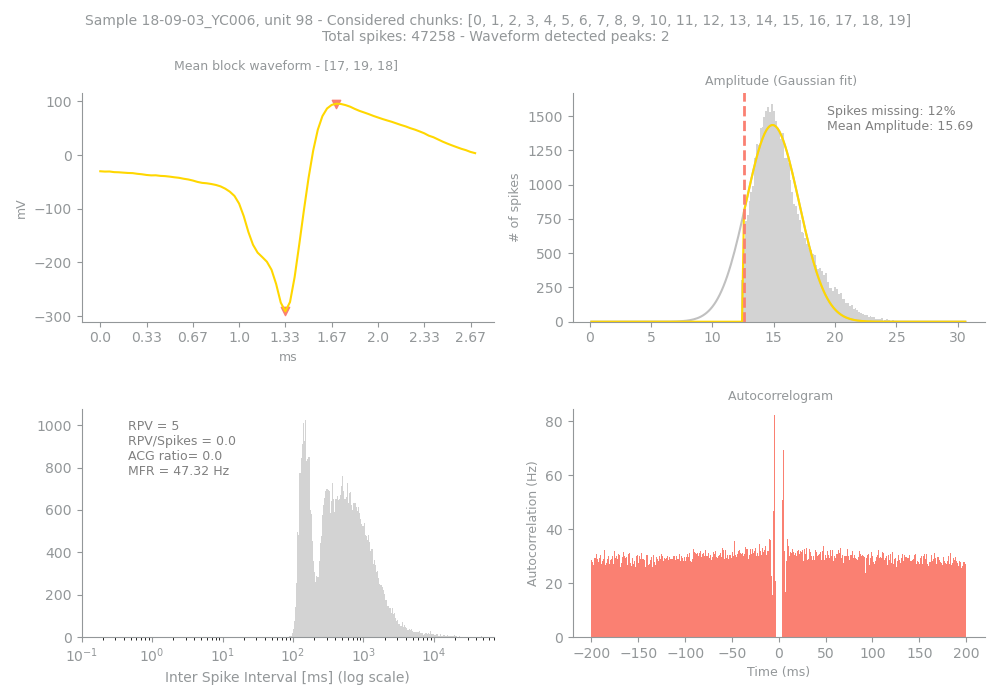 Sample 18-09-03_YC006, unit 98 - Considered chunks: [0, 1, 2, 3, 4, 5, 6, 7, 8, 9, 10, 11, 12, 13, 14, 15, 16, 17, 18, 19]
Total spikes: 47258 - Waveform detected peaks: 2
Mean block waveform - [17, 19, 18]
100
0
−100
−200
−300
mV
0.0 0.33 0.67 1.0 1.33 1.67 2.0 2.33 2.67
ms
Amplitude (Gaussian fit)
Spikes missing: 12%
Mean Amplitude: 15.69
1500
1250
1000
750
500
250
0
# of spikes
0 5 10 15 20 25 30
RPV = 5
RPV/Spikes = 0.0
ACG ratio= 0.0
MFR = 47.32 Hz
1000
800
600
400
200
0
10⁻¹ 10⁰ 10¹ 10² 10³ 10⁴
Inter Spike Interval [ms] (log scale)
Autocorrelogram
80
60
40
20
0
Autocorrelation (Hz)
−200 −150 −100 −50 0 50 100 150 200
Time (ms)